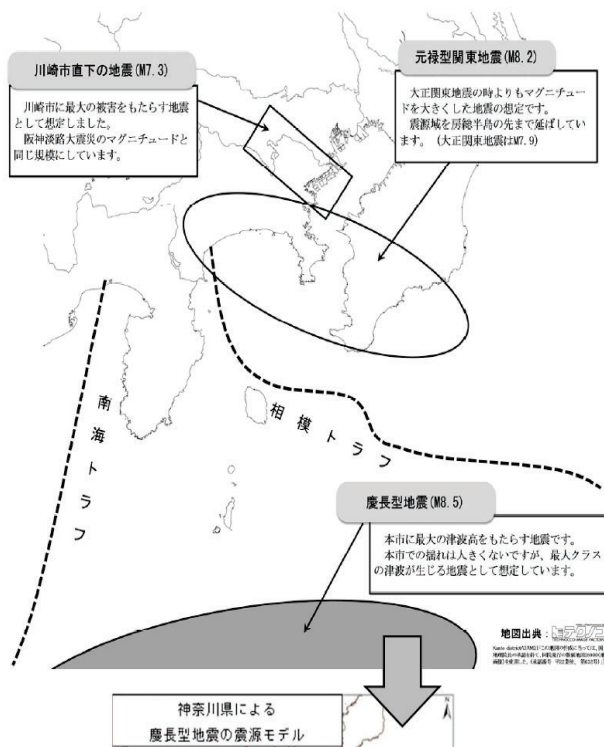 川崎市直下の地震(M7.3)
川崎市に最大の被害をもたらす地震
として想定しました。
阪神淡路大震災のマグニチュードと
同じ規模にしています。
元禄型関東地震(M8.2)
大正関東地震の時よりもマグニチュー
ドを大きくした地震の想定です。
震源域を房総半島の先まで延ばしてい
ます。(大正関東地震はM7.9)
南海トラフ
相模トラフ
慶長型地震(M8.5)
本市に最大の津波高をもたらす地震です。
本市での揺れは大きくないですが、最大クラス
の津波が生じる地震として想定しています。
地図出典:
テクノコ
神奈川県による
慶長型地震の震源モデル
N